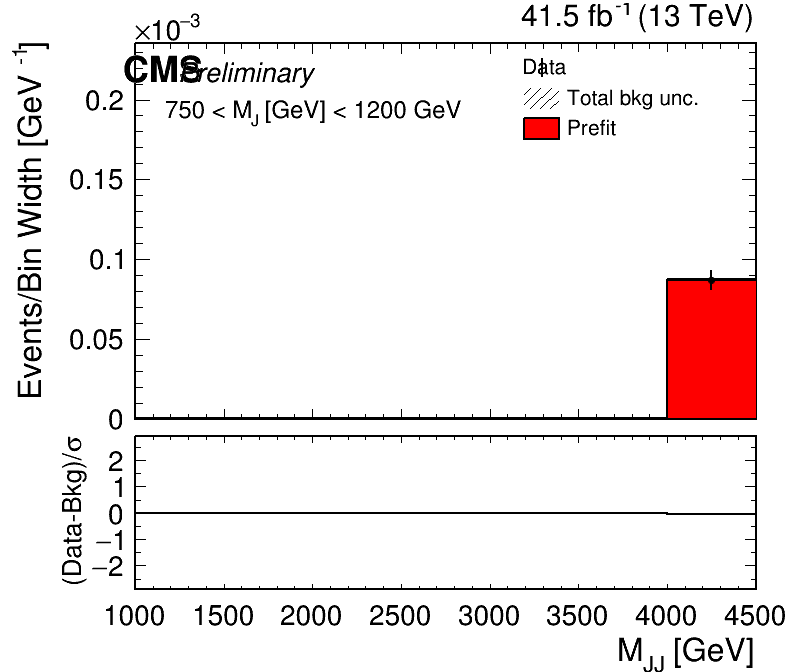 ×10⁻³
41.5 fb⁻¹ (13 TeV)
CMS Preliminary
750 < M_J [GeV] < 1200 GeV
Data
Total bkg unc.
Prefit
Events/Bin Width [GeV⁻¹]
0.2
0.15
0.1
0.05
0
(Data-Bkg)/σ
2
1
0
−1
−2
1000 1500 2000 2500 3000 3500 4000 4500
M_JJ [GeV]